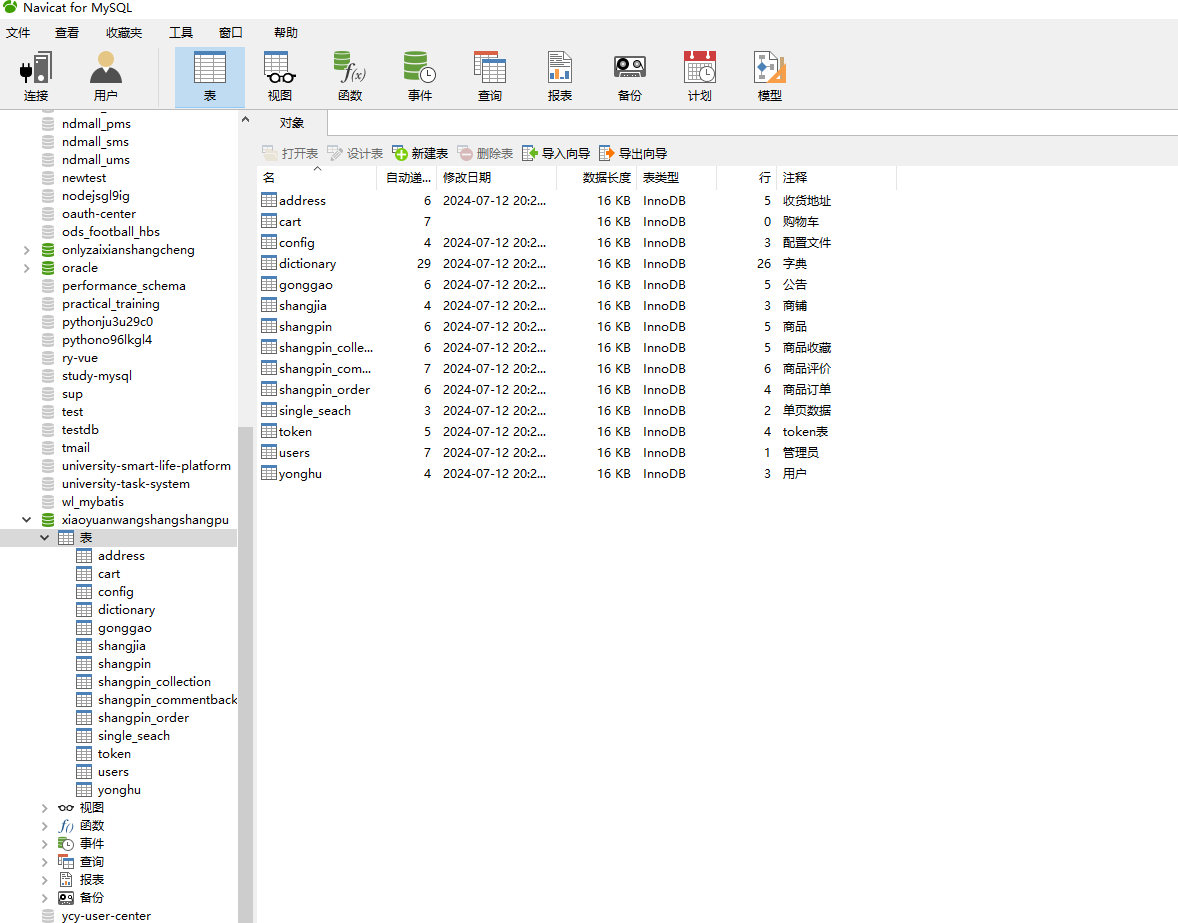 Navicat for MySQL
文件 查看 收藏夹 工具 窗口 帮助
连接 用户 表 视图 函数 事件 查询 报表 备份 计划 模型
对象
打开表 设计表 新建表 删除表 导入向导 导出向导
名 自动递... 修改日期 数据长度 表类型 行 注释
address 6 2024-07-12 20:2... 16 KB InnoDB 5 收货地址
cart 7 16 KB InnoDB 0 购物车
config 4 2024-07-12 20:2... 16 KB InnoDB 3 配置文件
dictionary 29 2024-07-12 20:2... 16 KB InnoDB 26 字典
gonggao 6 2024-07-12 20:2... 16 KB InnoDB 5 公告
shangjia 4 2024-07-12 20:2... 16 KB InnoDB 3 商铺
shangpin 6 2024-07-12 20:2... 16 KB InnoDB 5 商品
shangpin_colle... 6 2024-07-12 20:2... 16 KB InnoDB 5 商品收藏
shangpin_com... 7 2024-07-12 20:2... 16 KB InnoDB 6 商品评价
shangpin_order 6 2024-07-12 20:2... 16 KB InnoDB 4 商品订单
single_seach 3 2024-07-12 20:2... 16 KB InnoDB 2 单页数据
token 5 2024-07-12 20:2... 16 KB InnoDB 4 token表
users 7 2024-07-12 20:2... 16 KB InnoDB 1 管理员
yonghu 4 2024-07-12 20:2... 16 KB InnoDB 3 用户
ndmall_pms
ndmall_sms
ndmall_ums
newtest
nodejsgl9ig
oauth-center
ods_football_hbs
onlyzaixianshangcheng
oracle
performance_schema
practical_training
pythonju3u29c0
pythono96lkgl4
ry-vue
study-mysql
sup
test
testdb
tmail
university-smart-life-platform
university-task-system
wl_mybatis
xiaoyuanwangshangshangpu
表
address
cart
config
dictionary
gonggao
shangjia
shangpin
shangpin_collection
shangpin_commentback
shangpin_order
single_seach
token
users
yonghu
视图
函数
事件
查询
报表
备份
ycy-user-center